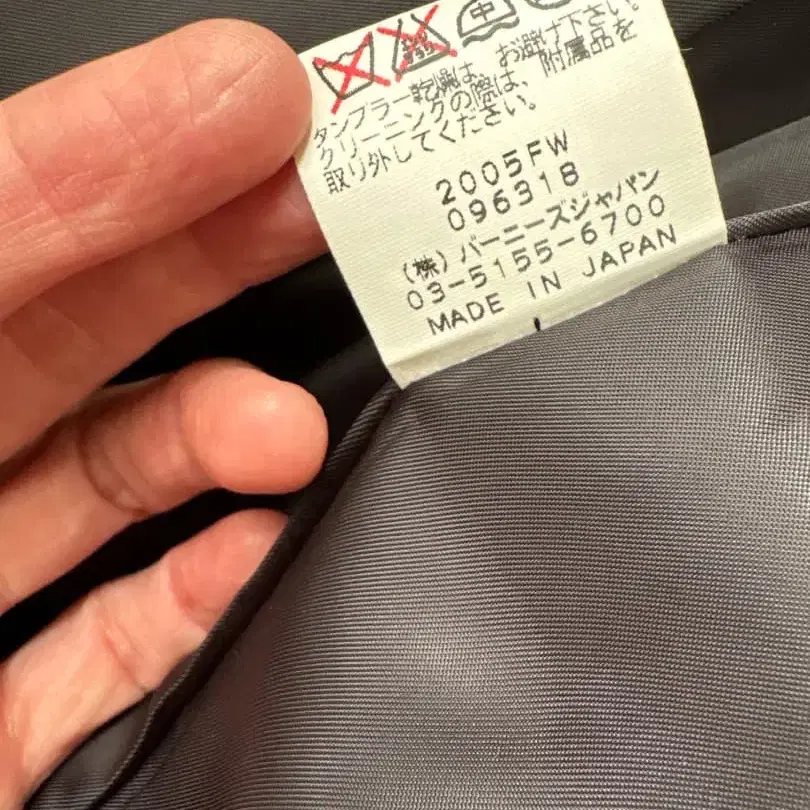 中
タンブラー乾燥は、お避け下さい。
クリーニングの際は、附属品を
取り外してください。
2005FW
096318
(株)バーニーズジャパン
03-5155-6700
MADE IN JAPAN